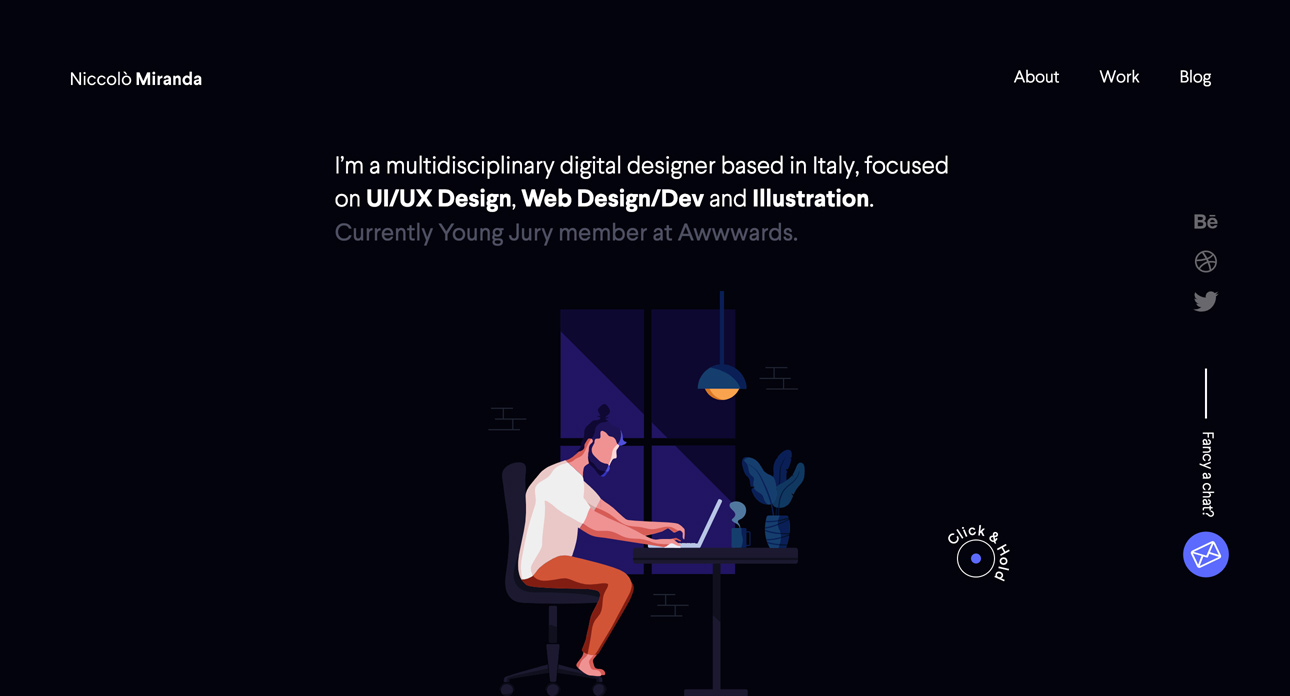 Niccolò Miranda
About
Work
Blog
I’m a multidisciplinary digital designer based in Italy, focused
on UI/UX Design, Web Design/Dev and Illustration.
Currently Young Jury member at Awwwards.
Bē
Fancy a chat?
Click & Hold